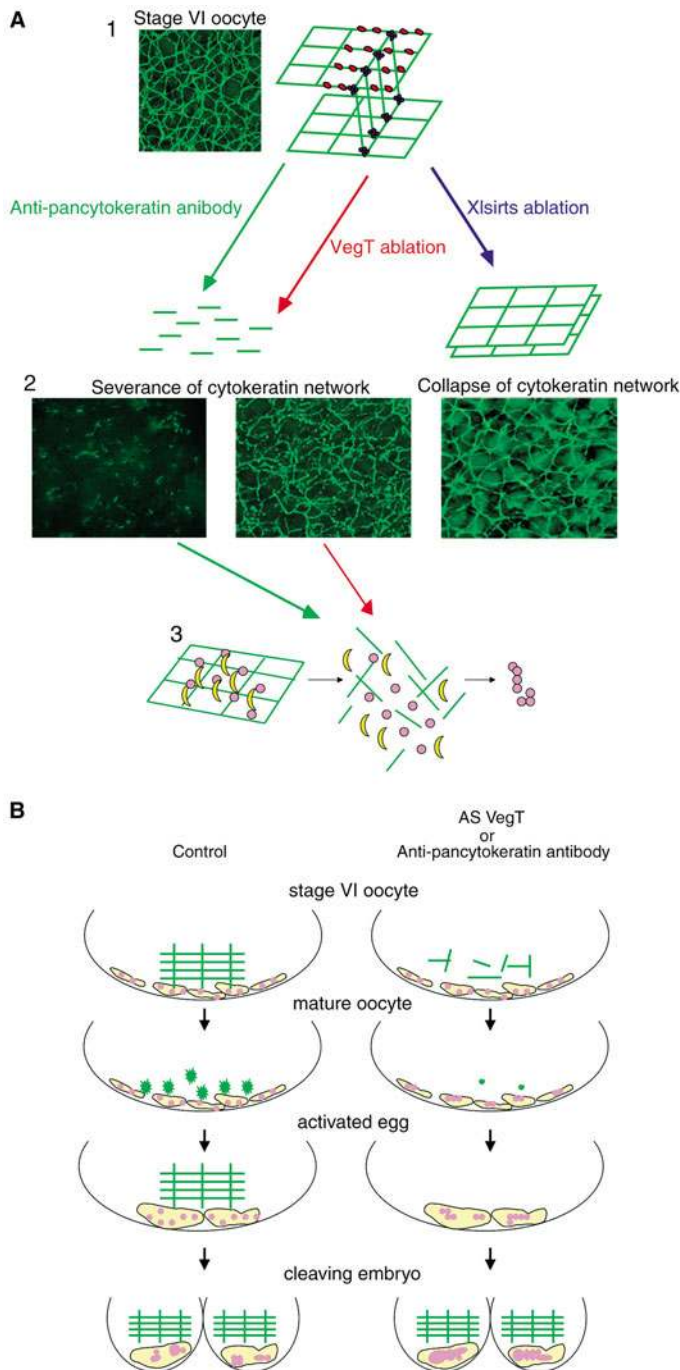 A
1
Stage VI oocyte
Anti-pancytokeratin anibody
VegT ablation
Xlsirts ablation
2
Severance of cytokeratin network
Collapse of cytokeratin network
3
B
Control
AS VegT
or
Anti-pancytokeratin antibody
stage VI oocyte
mature oocyte
activated egg
cleaving embryo